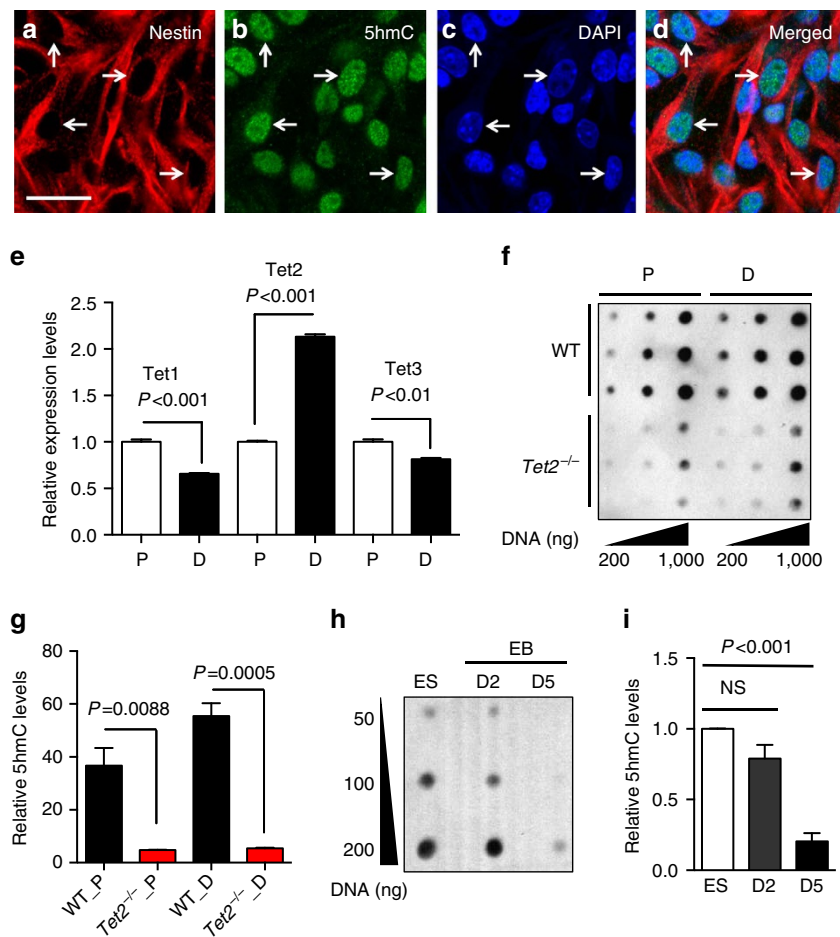 a Nestin
b 5hmC
c DAPI
d Merged
e
Relative expression levels
2.5
2.0
1.5
1.0
0.5
0.0
Tet1
P<0.001
Tet2
P<0.001
Tet3
P<0.01
P D P D P D
f
P D
WT
Tet2−/−
DNA (ng)
200 1,000 200 1,000
g
Relative 5hmC levels
80
60
40
20
0
P=0.0088
P=0.0005
WT_P Tet2−/−_P WT_D Tet2−/−_D
h
EB
ES D2 D5
50
100
200
DNA (ng)
i
Relative 5hmC levels
1.5
1.0
0.5
0.0
P<0.001
NS
ES D2 D5